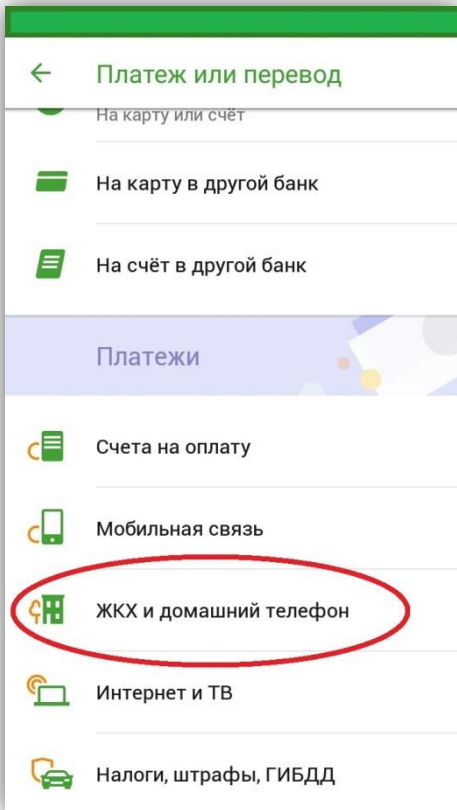 Платеж или перевод
На карту или счёт
На карту в другой банк
На счёт в другой банк
Платежи
Счета на оплату
Мобильная связь
ЖКХ и домашний телефон
Интернет и ТВ
Налоги, штрафы, ГИБДД